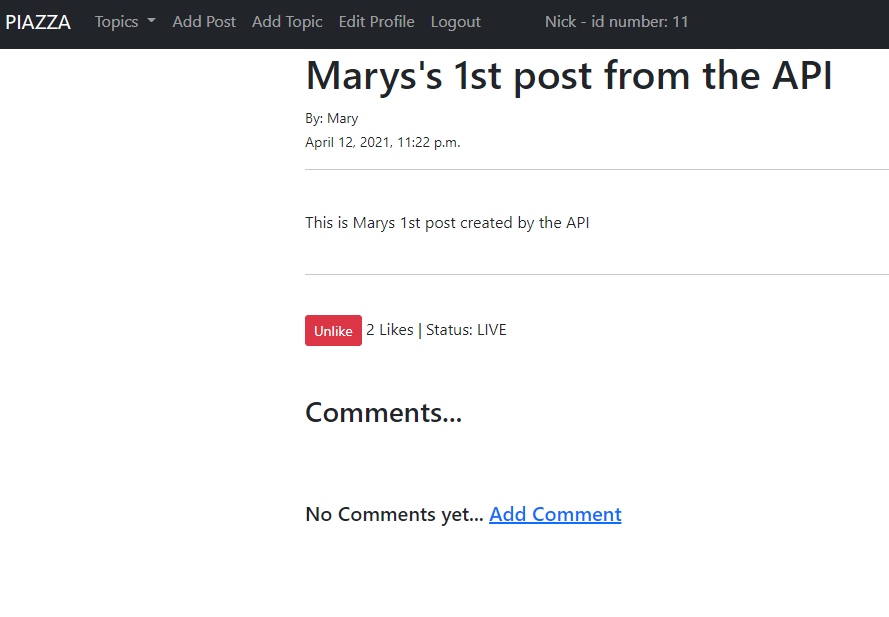 PIAZZA Topics Add Post Add Topic Edit Profile Logout Nick - id number: 11
Marys's 1st post from the API
By: Mary
April 12, 2021, 11:22 p.m.
This is Marys 1st post created by the API
Unlike 2 Likes | Status: LIVE
Comments...
No Comments yet... Add Comment